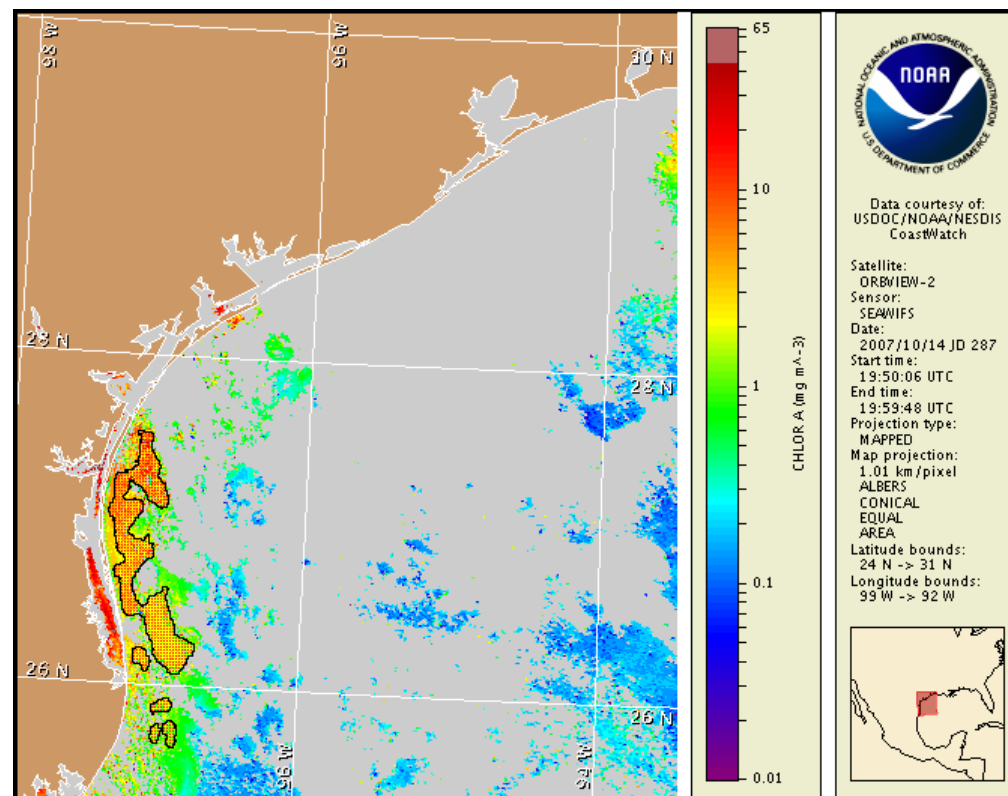 98 W
96 W
30 N
28 N
28 N
26 N
26 N
96 W
94 W
65
10
1
0.1
0.01
CHLOR A (mg m^-3)
NATIONAL OCEANIC AND ATMOSPHERIC ADMINISTRATION
NOAA
U.S. DEPARTMENT OF COMMERCE
Data courtesy of:
USDOC/NOAA/NESDIS
CoastWatch
Satellite:
ORBVIEW-2
Sensor:
SEAWIFS
Date:
2007/10/14 JD 287
Start time:
19:50:06 UTC
End time:
19:59:48 UTC
Projection type:
MAPPED
Map projection:
1.01 km/pixel
ALBERS
CONICAL
EQUAL
AREA
Latitude bounds:
24 N -> 31 N
Longitude bounds:
99 W -> 92 W